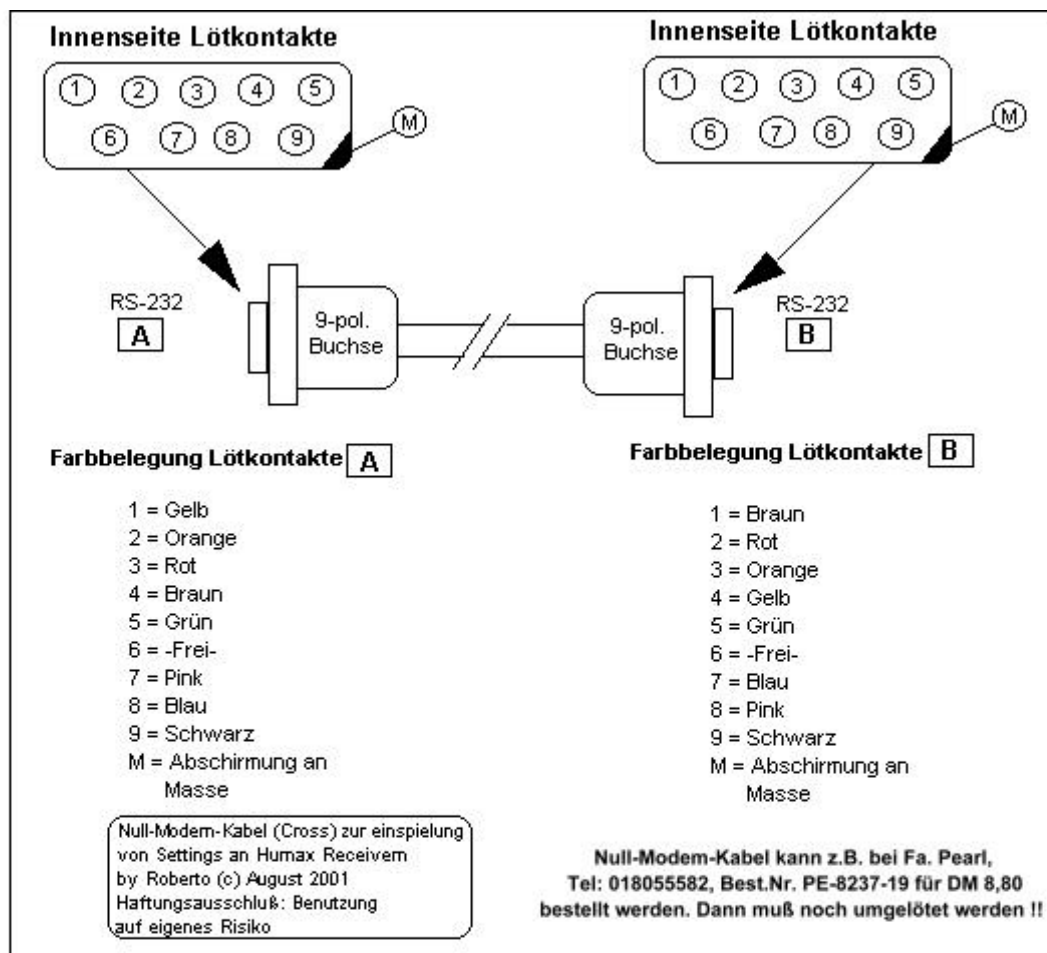 Innenseite Lötkontakte
1 2 3 4 5
6 7 8 9
M
Innenseite Lötkontakte
1 2 3 4 5
6 7 8 9
M
RS-232
A
9-pol.
Buchse
9-pol.
Buchse
RS-232
B
Farbbelegung Lötkontakte A
1 = Gelb
2 = Orange
3 = Rot
4 = Braun
5 = Grün
6 = -Frei-
7 = Pink
8 = Blau
9 = Schwarz
M = Abschirmung an
Masse
Farbbelegung Lötkontakte B
1 = Braun
2 = Rot
3 = Orange
4 = Gelb
5 = Grün
6 = -Frei-
7 = Blau
8 = Pink
9 = Schwarz
M = Abschirmung an
Masse
Null-Modem-Kabel (Cross) zur einspielung
von Settings an Humax Receivern
by Roberto (c) August 2001
Haftungsausschluß: Benutzung
auf eigenes Risiko
Null-Modem-Kabel kann z.B. bei Fa. Pearl,
Tel: 018055582, Best.Nr. PE-8237-19 für DM 8,80
bestellt werden. Dann muß noch umgelötet werden !!